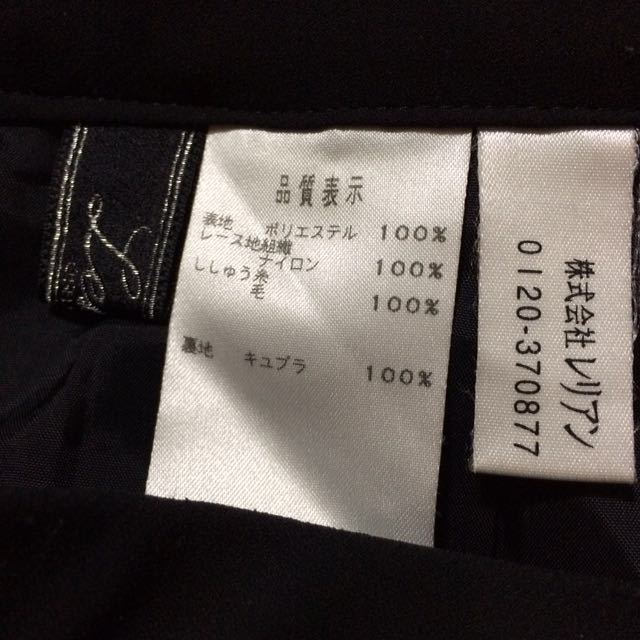 品質表示
表地 ポリエステル 100%
レース地組織
ナイロン 100%
ししゅう糸
毛 100%
裏地 キュプラ 100%
株式会社レリアン
0120-370877